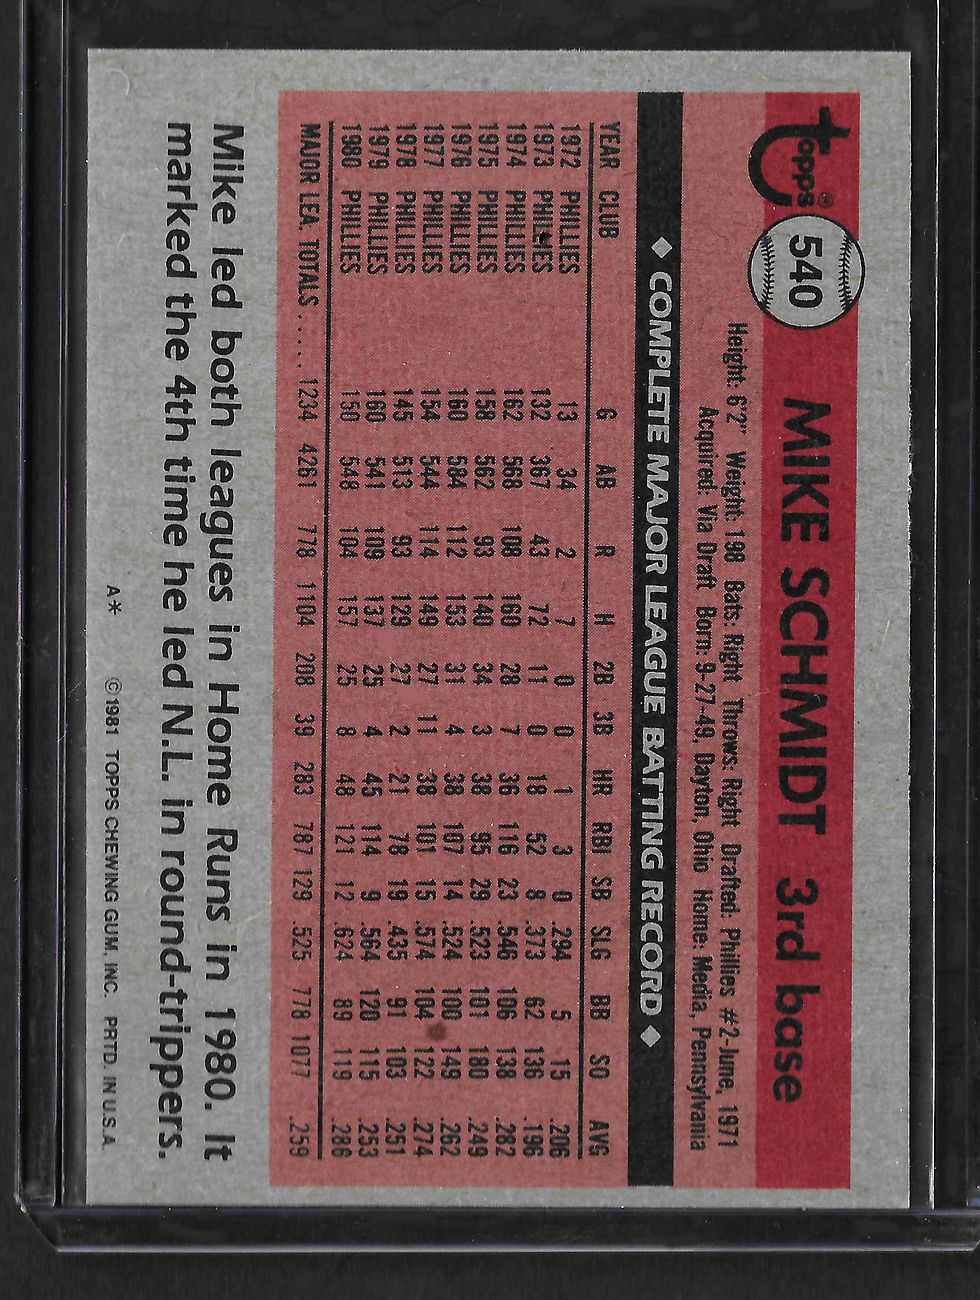 topps® 540 MIKE SCHMIDT 3rd base
Height: 6'2" Weight: 198 Bats: Right Throws: Right Drafted: Phillies #2-June, 1971
Acquired: Via Draft Born: 9-27-49, Dayton, Ohio Home: Media, Pennsylvania
◆ COMPLETE MAJOR LEAGUE BATTING RECORD ◆
YEAR CLUB G AB R H 2B 3B HR RBI SB SLG BB SO AVG
1972 PHILLIES 13 34 2 7 0 0 1 3 0 .294 5 15 .206
1973 PHILLIES 132 367 43 72 11 0 18 52 8 .373 62 136 .196
1974 PHILLIES 162 568 108 160 28 7 36 116 23 .546 106 138 .282
1975 PHILLIES 158 562 93 140 34 3 38 95 29 .523 101 180 .249
1976 PHILLIES 160 584 112 153 31 4 38 107 14 .524 100 149 .262
1977 PHILLIES 154 544 114 149 27 11 38 101 15 .574 104 122 .274
1978 PHILLIES 145 513 93 129 27 2 21 78 19 .435 91 103 .251
1979 PHILLIES 160 541 109 137 25 4 45 114 9 .564 120 115 .253
1980 PHILLIES 150 548 104 157 25 8 48 121 12 .624 89 119 .286
MAJOR LEA. TOTALS ...... 1234 4261 778 1104 208 39 283 787 129 .525 778 1077 .259
Mike led both leagues in Home Runs in 1980. It
marked the 4th time he led N.L. in round-trippers.
A* ©1981 TOPPS CHEWING GUM, INC. PRTD. IN U.S.A.